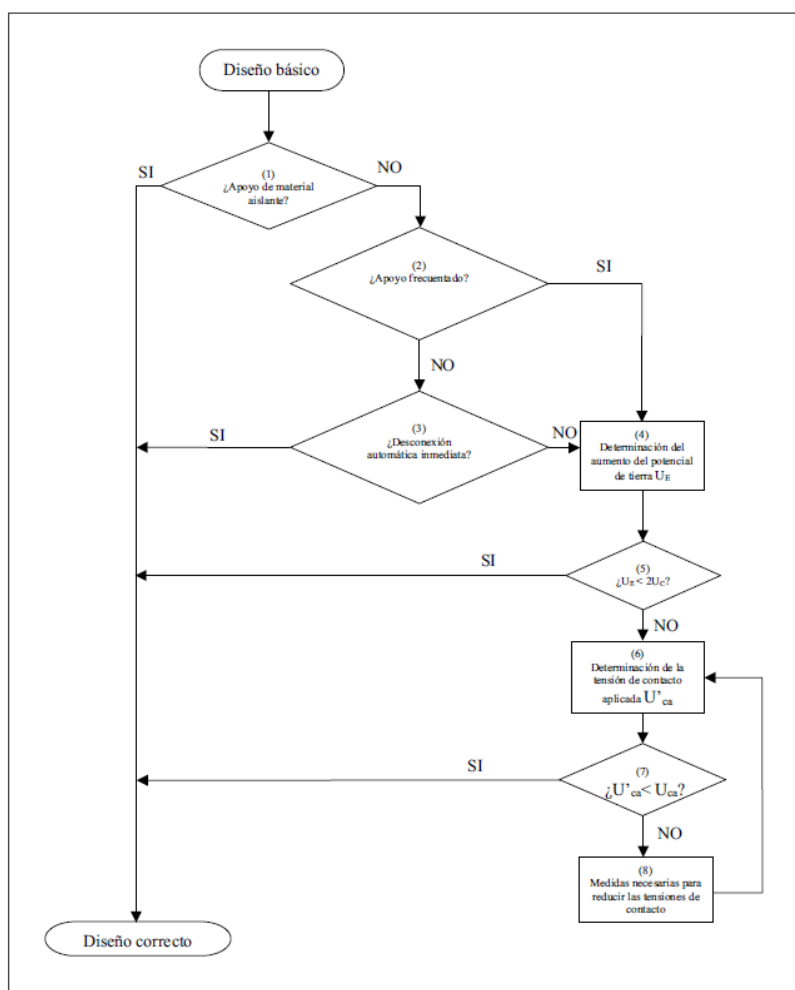 Diseño básico
SI
(1)
¿Apoyo de material
aislante?
NO
(2)
¿Apoyo frecuentado?
SI
NO
SI
(3)
¿Desconexión
automática inmediata?
NO
(4)
Determinación del
aumento del potencial
de tierra UE
SI
(5)
¿UE< 2UC?
NO
(6)
Determinación de la
tensión de contacto
aplicada U’ca
SI
(7)
¿U’ca< Uca?
NO
(8)
Medidas necesarias para
reducir las tensiones de
contacto
Diseño correcto